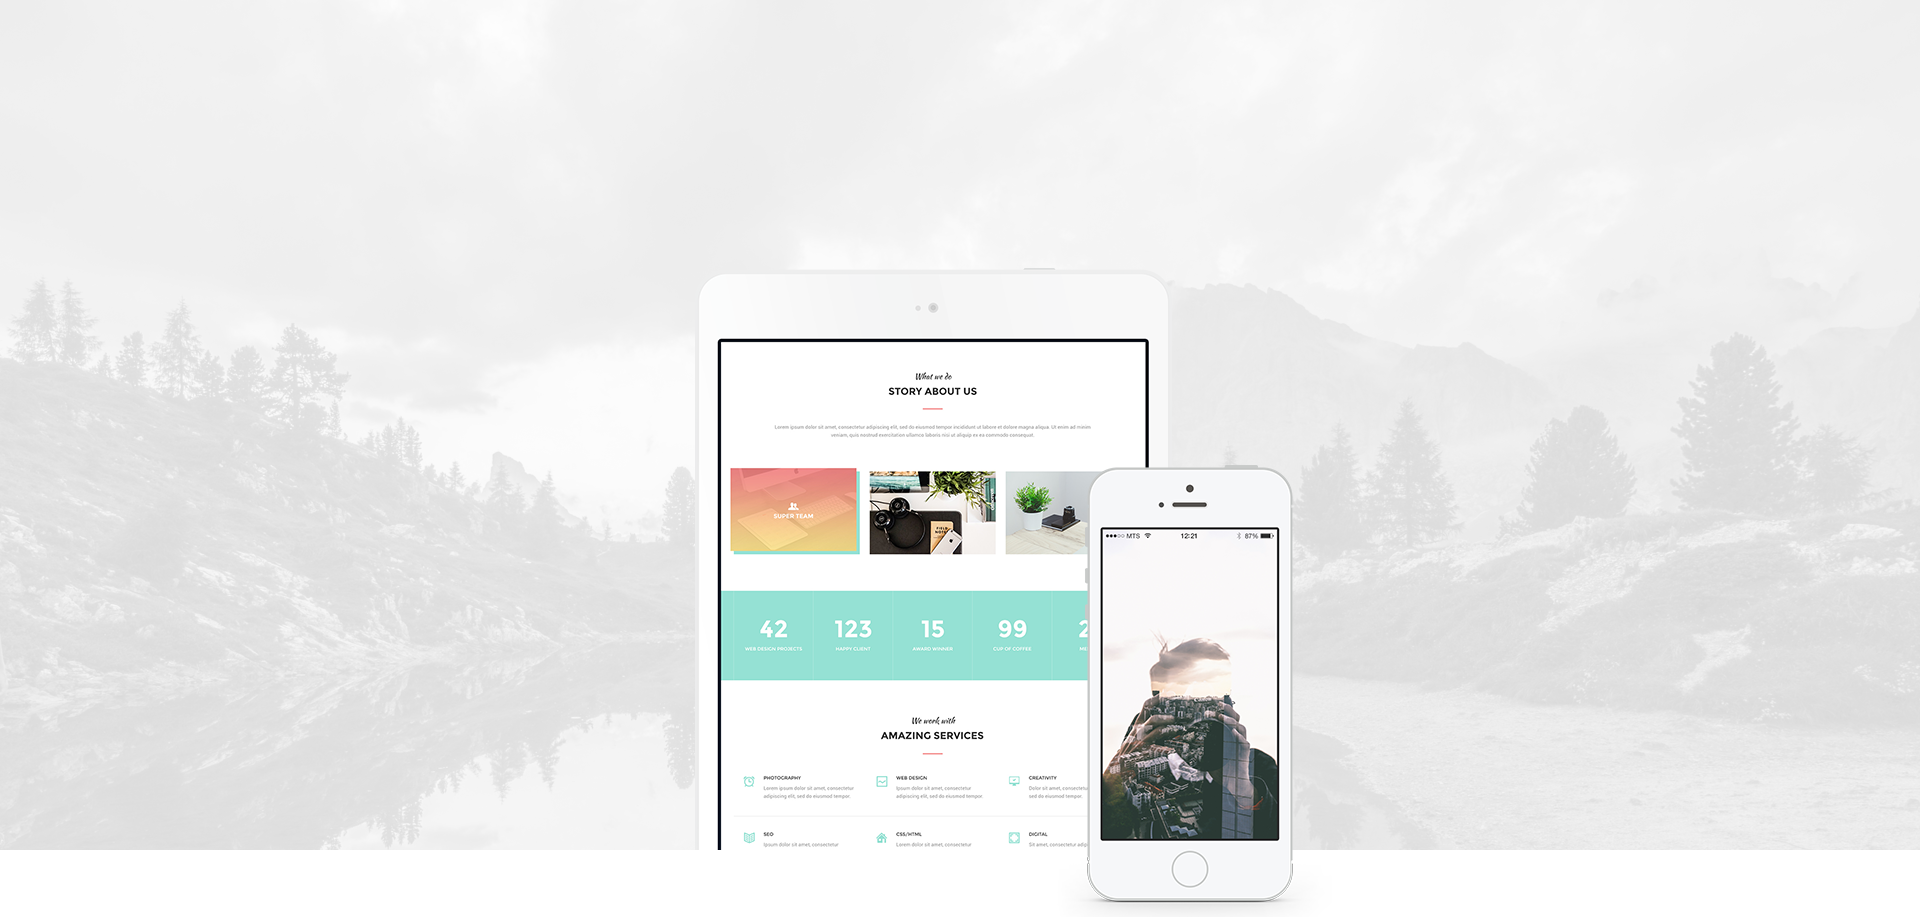 What we do
STORY ABOUT US
Lorem ipsum dolor sit amet, consectetur adipiscing elit, sed do eiusmod tempor incididunt ut labore et dolore magna aliqua. Ut enim ad minim
veniam, quis nostrud exercitation ullamco laboris nisi ut aliquip ex ea commodo consequat.
SUPER TEAM
FIELD NOTES
●●●○○ MTS 12:21 87%
42 123 15 99 2
WEB DESIGN PROJECTS HAPPY CLIENT AWARD WINNER CUP OF COFFEE
We work with
AMAZING SERVICES
PHOTOGRAPHY WEB DESIGN CREATIVITY
Lorem ipsum dolor sit amet, consectetur Ipsum dolor sit amet, Dolor sit amet,
adipiscing elit, sed do eiusmod tempor. consectetur adipiscing elit, sed do eiusmod tempor. sed do eiusmod tempor.
SEO CSS/HTML DIGITAL
Ipsum dolor sit amet, consectetur Lorem dolor sit amet, consectetur Sit amet, consectetur